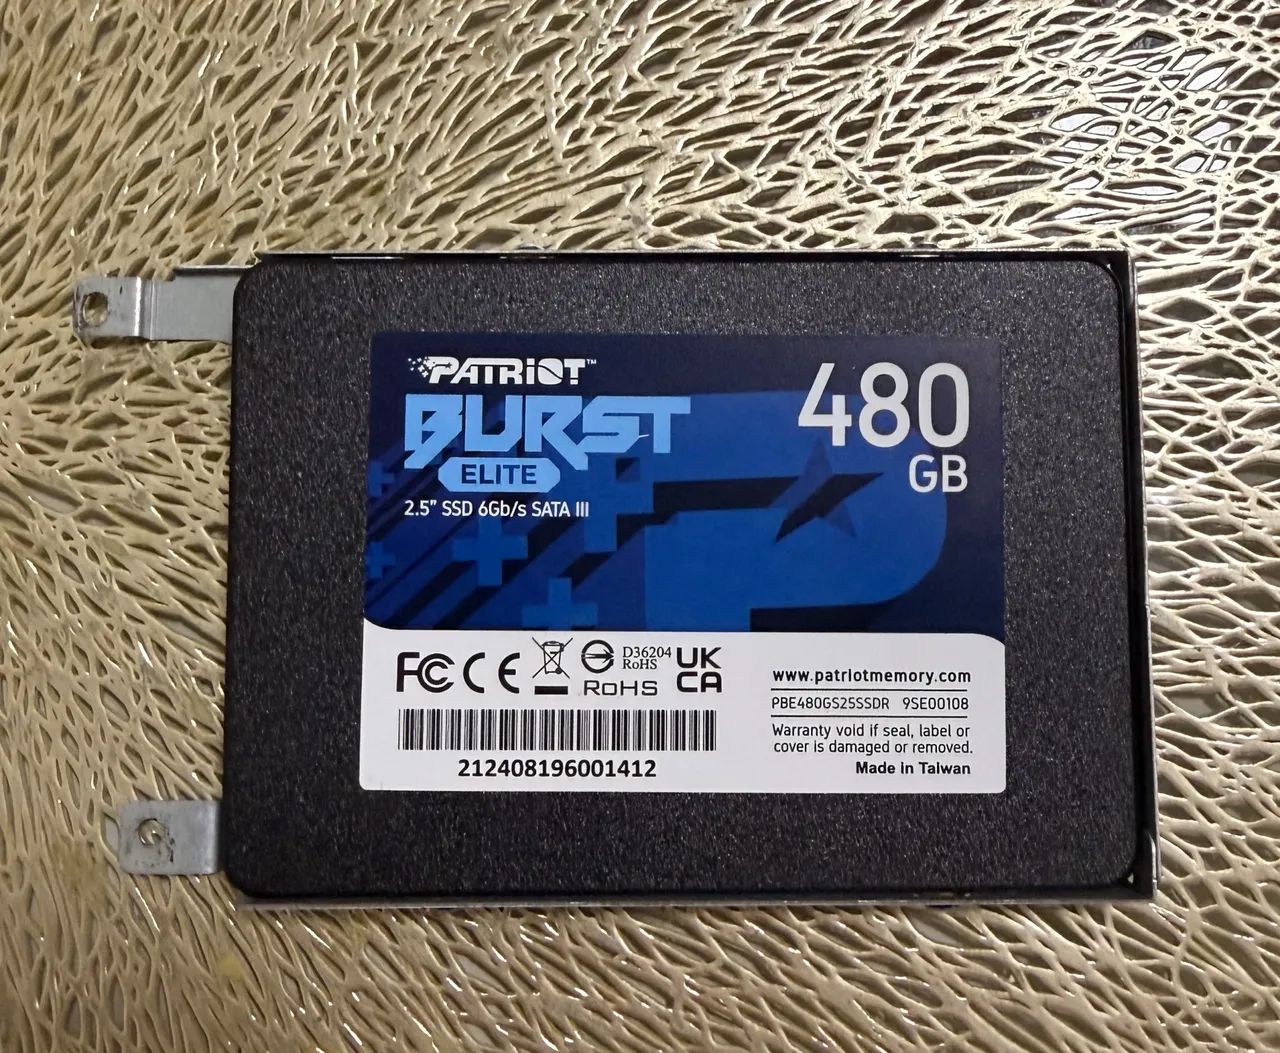 PATRIOT™
BURST
ELITE
2.5" SSD 6Gb/s SATA III
480
GB
FC CE D36204 RoHS RoHS UK CA
212408196001412
www.patriotmemory.com
PBE480GS25SSDR 9SE00108
Warranty void if seal, label or
cover is damaged or removed.
Made in Taiwan